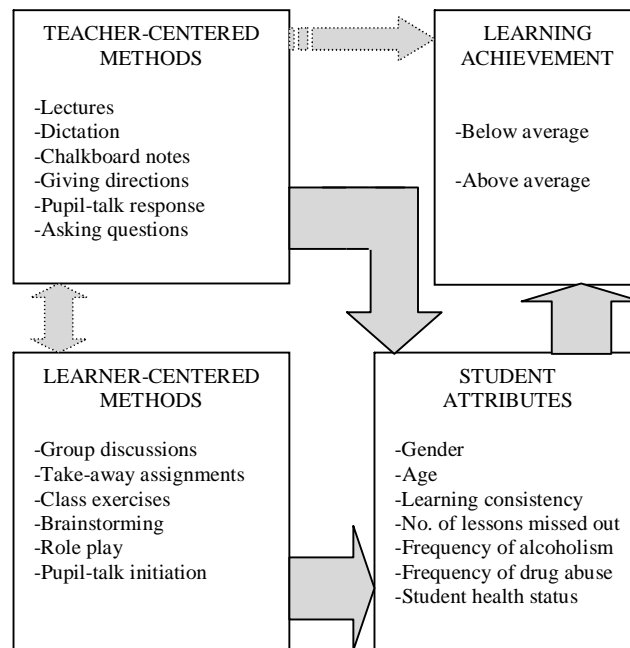 TEACHER-CENTERED
METHODS
-Lectures
-Dictation
-Chalkboard notes
-Giving directions
-Pupil-talk response
-Asking questions
LEARNING
ACHIEVEMENT
-Below average
-Above average
LEARNER-CENTERED
METHODS
-Group discussions
-Take-away assignments
-Class exercises
-Brainstorming
-Role play
-Pupil-talk initiation
STUDENT
ATTRIBUTES
-Gender
-Age
-Learning consistency
-No. of lessons missed out
-Frequency of alcoholism
-Frequency of drug abuse
-Student health status